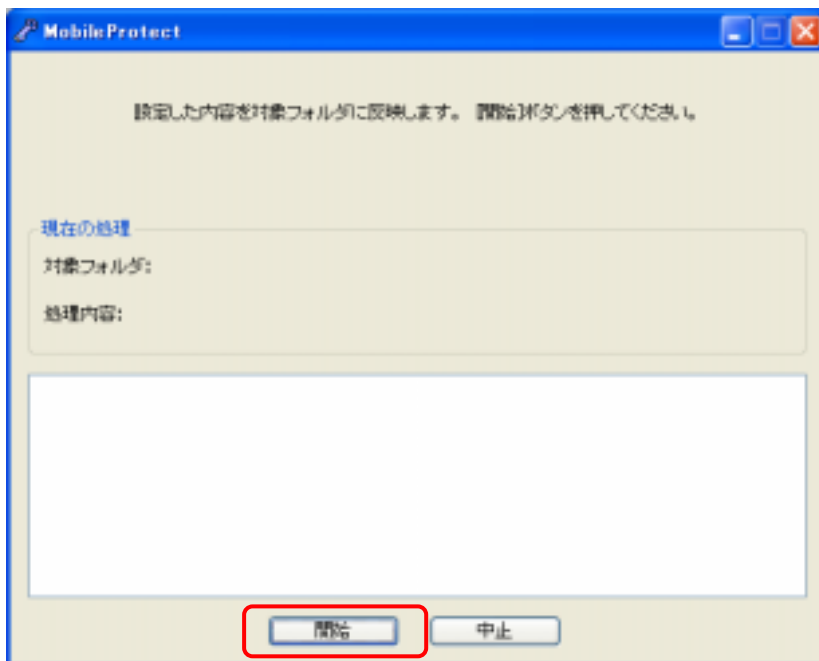 MobileProtect
設定した内容を対象フォルダに反映します。 [開始]ボタンを押してください。
現在の処理
対象フォルダ:
処理内容:
開始
中止